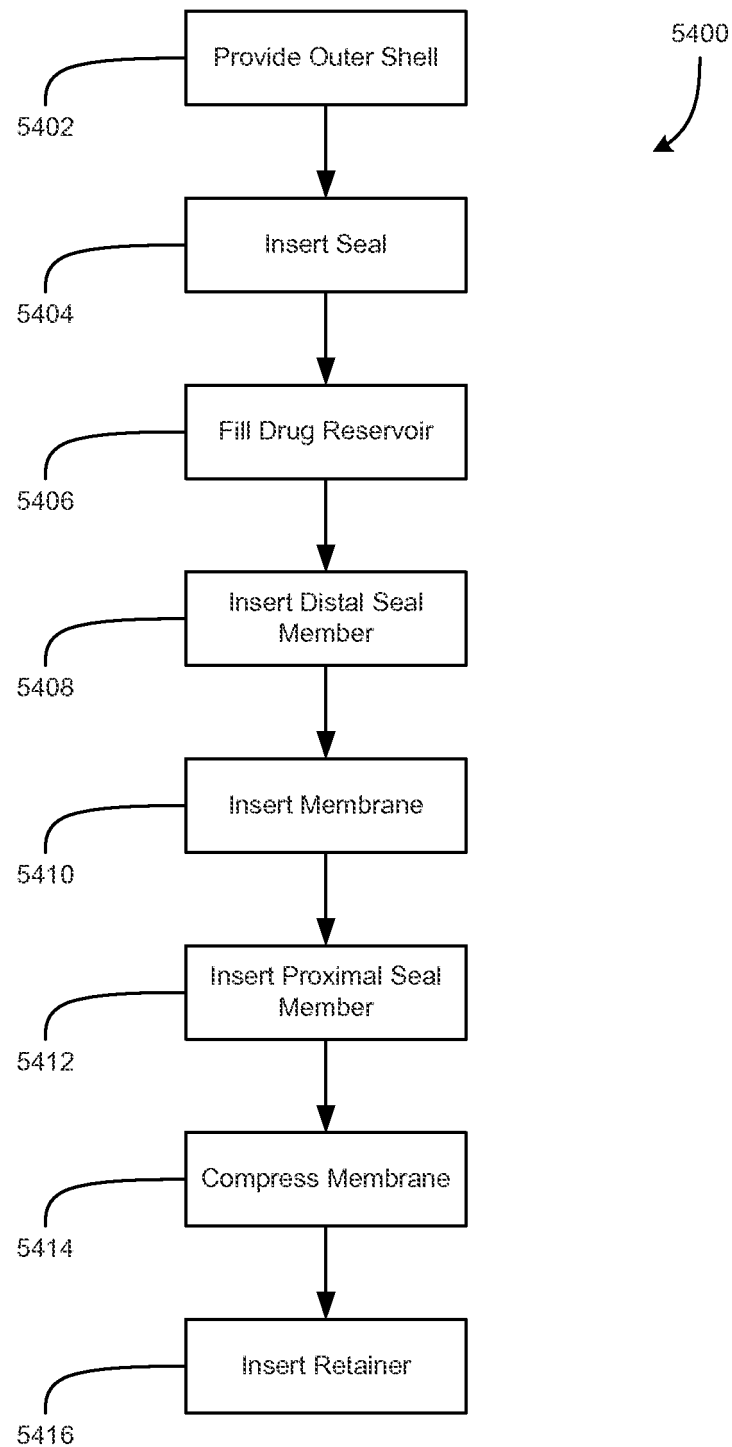 Provide Outer Shell
5400
5402
Insert Seal
5404
Fill Drug Reservoir
5406
Insert Distal Seal
Member
5408
Insert Membrane
5410
Insert Proximal Seal
Member
5412
Compress Membrane
5414
Insert Retainer
5416